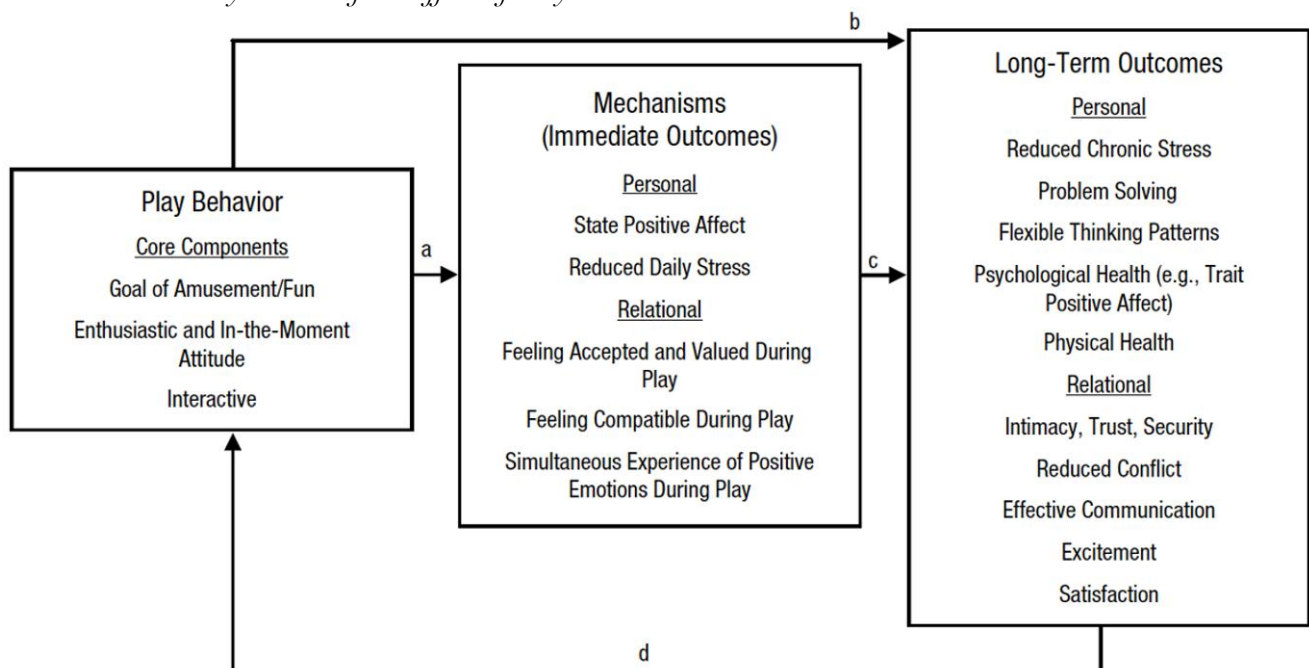 b
Play Behavior
Core Components
Goal of Amusement/Fun
Enthusiastic and In-the-Moment
Attitude
Interactive
a
Mechanisms
(Immediate Outcomes)
Personal
State Positive Affect
Reduced Daily Stress
Relational
Feeling Accepted and Valued During
Play
Feeling Compatible During Play
Simultaneous Experience of Positive
Emotions During Play
c
Long-Term Outcomes
Personal
Reduced Chronic Stress
Problem Solving
Flexible Thinking Patterns
Psychological Health (e.g., Trait
Positive Affect)
Physical Health
Relational
Intimacy, Trust, Security
Reduced Conflict
Effective Communication
Excitement
Satisfaction
d